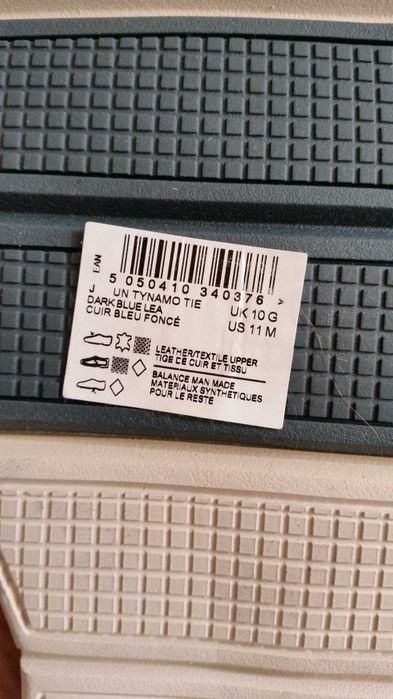 EAN
5 050410 340376 >
J UN TYNAMO TIE UK 10 G
DARK BLUE LEA US 11 M
CUIR BLEU FONCÉ
LEATHER/TEXTILE UPPER
TIGE DE CUIR ET TISSU
BALANCE MAN MADE
MATERIAUX SYNTHETIQUES
POUR LE RESTE